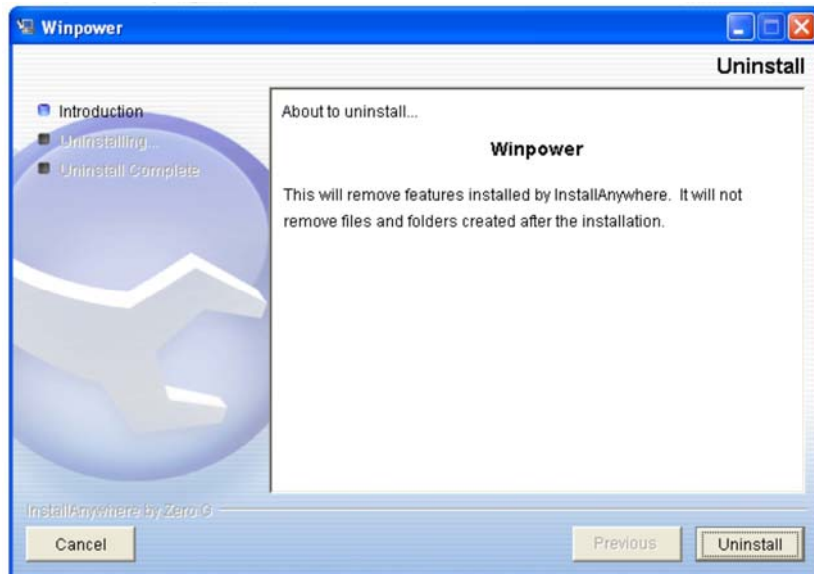 Winpower
Uninstall
Introduction
Uninstalling...
Uninstall Complete
About to uninstall...
Winpower
This will remove features installed by InstallAnywhere. It will not
remove files and folders created after the installation.
InstallAnywhere by Zero G
Cancel
Previous
Uninstall